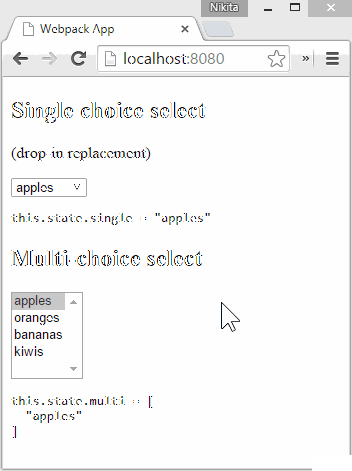 Nikita
Webpack App
localhost:8080
Single choice select
(drop-in replacement)
apples
this.state.single = "apples"
Multi-choice select
apples
oranges
bananas
kiwis
this.state.multi = [
  "apples"
]